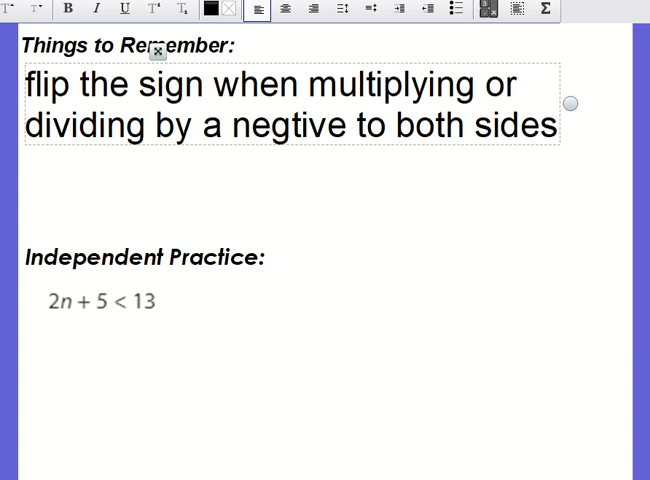 Things to Remember:
flip the sign when multiplying or
dividing by a negtive to both sides
Independent Practice:
2n + 5 < 13